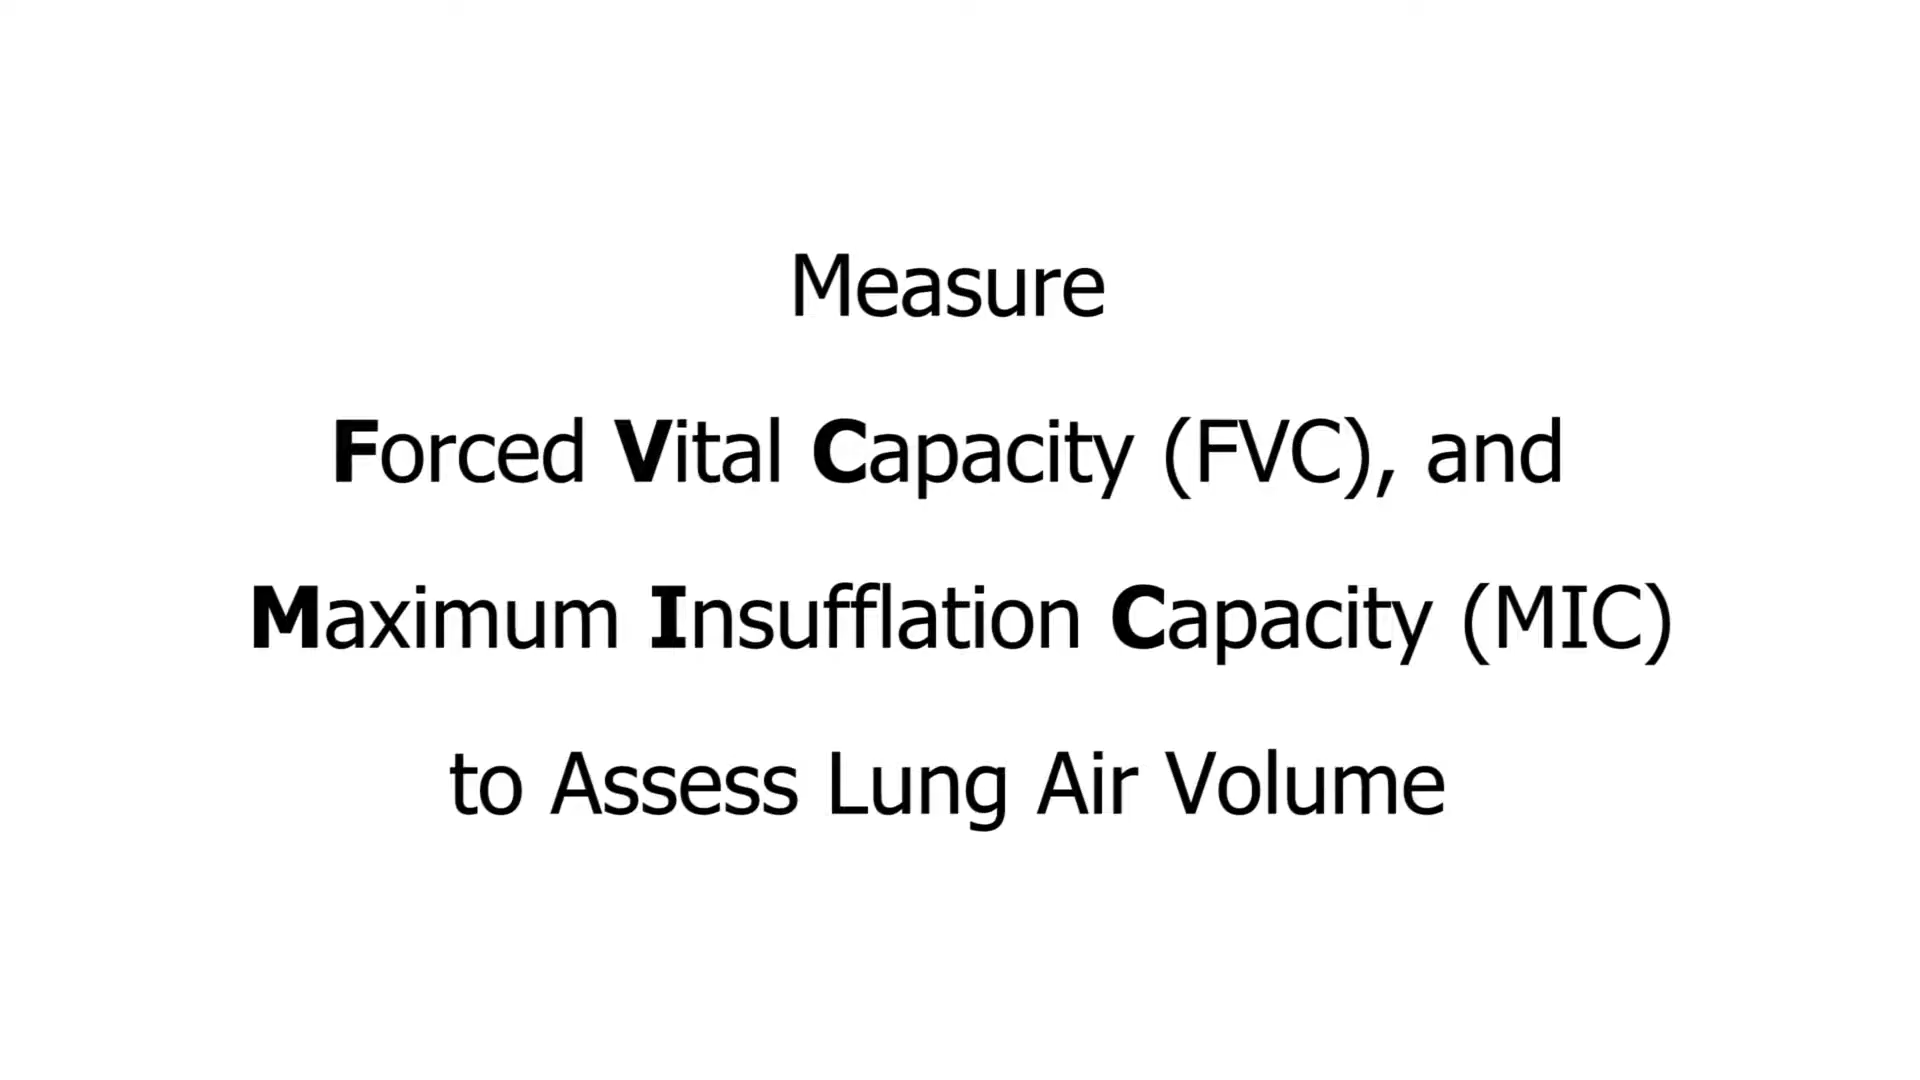 Measure
Forced Vital Capacity (FVC), and
Maximum Insufflation Capacity (MIC)
to Assess Lung Air Volume